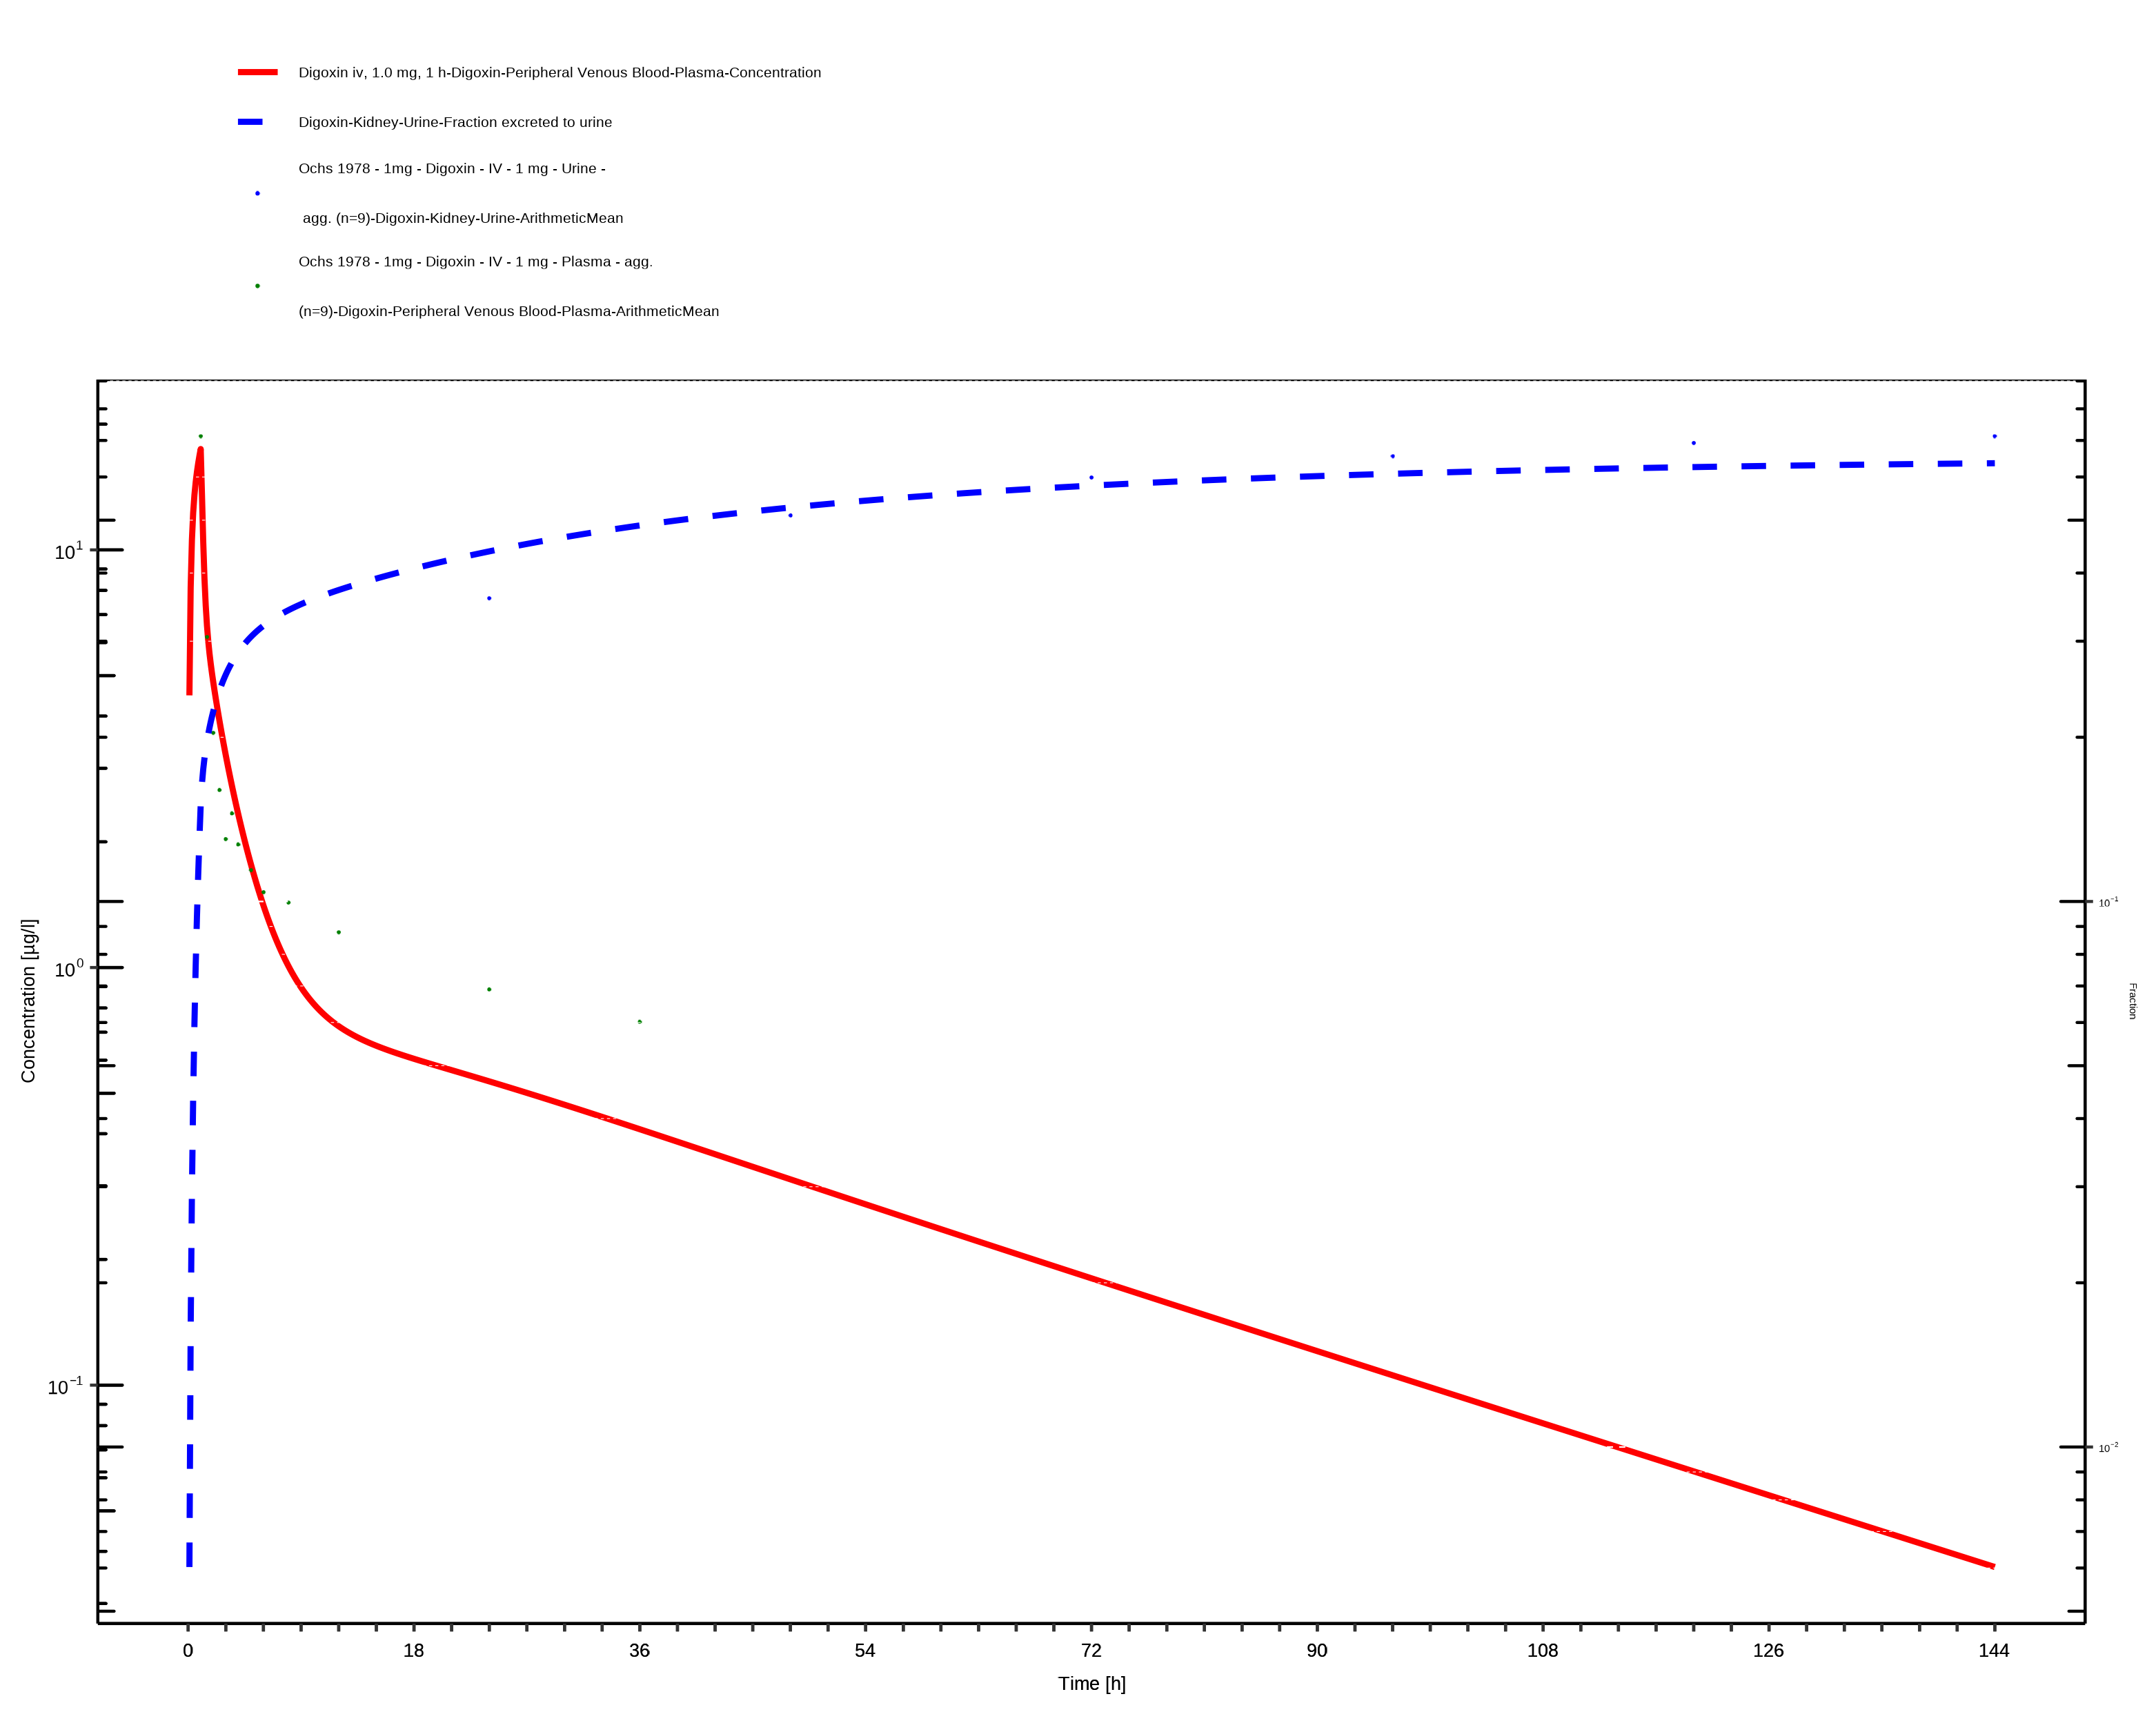 Digoxin iv, 1.0 mg, 1 h-Digoxin-Peripheral Venous Blood-Plasma-Concentration
Digoxin-Kidney-Urine-Fraction excreted to urine
Ochs 1978 - 1mg - Digoxin - IV - 1 mg - Urine -
agg. (n=9)-Digoxin-Kidney-Urine-ArithmeticMean
Ochs 1978 - 1mg - Digoxin - IV - 1 mg - Plasma - agg.
(n=9)-Digoxin-Peripheral Venous Blood-Plasma-ArithmeticMean
Concentration [µg/l]
10¹
10⁰
10⁻¹
10⁻¹
10⁻²
Fraction
0 18 36 54 72 90 108 126 144
Time [h]